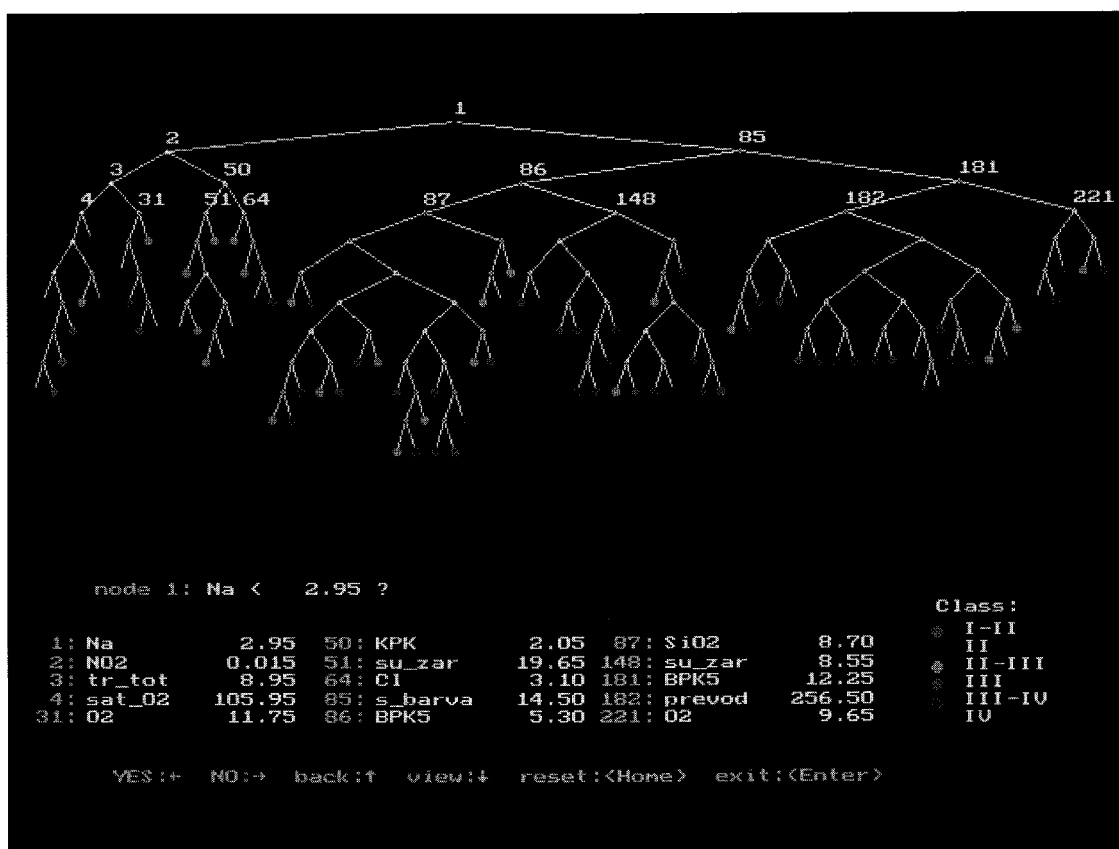 1
2 85
3 50 86 181
4 31 51 64 87 148 182 221
node 1: Na < 2.95 ?
Class:
I-II
1: Na 2.95 50: KPK 2.05 87: SiO2 8.70
II
2: NO2 0.015 51: su_zar 19.65 148: su_zar 8.55
II-III
3: tr_tot 8.95 64: Cl 3.10 181: BPK5 12.25
III
4: sat_O2 105.95 85: s_barva 14.50 182: prevod 256.50
III-IV
31: O2 11.75 86: BPK5 5.30 221: O2 9.65
IV
YES:← NO:→ back:↑ view:↓ reset:<Home> exit:<Enter>